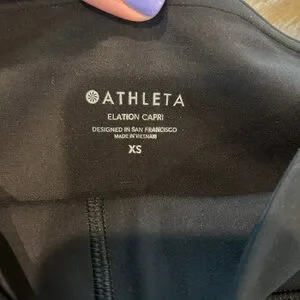 ATHLETA
ELATION CAPRI
DESIGNED IN SAN FRANCISCO
MADE IN VIETNAM
XS